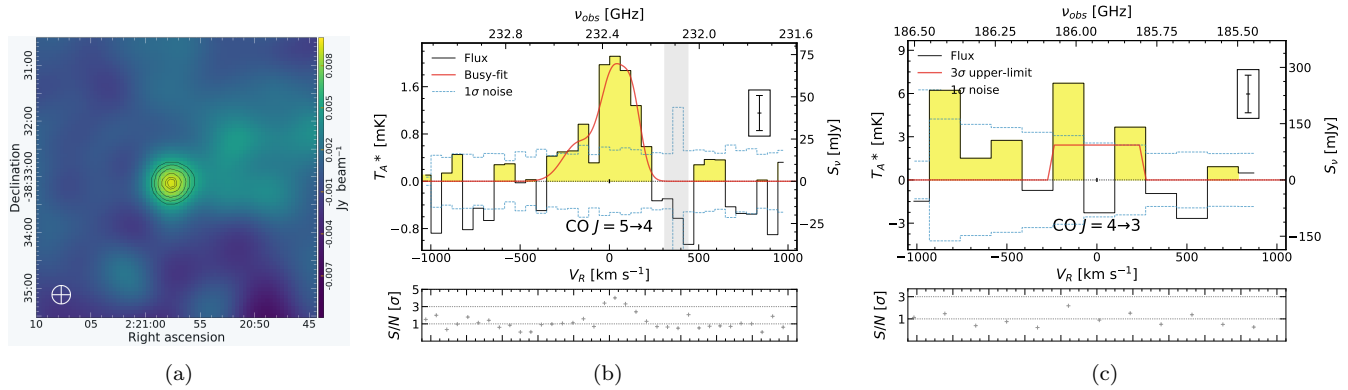 31:00
32:00
Declination
-38:33:00
34:00
35:00
10 05 2:21:00 55 20:50 45
Right ascension
0.008
0.005
0.002
-0.001
-0.004
-0.007
Jy beam⁻¹
(a)
ν_obs [GHz]
232.8 232.4 232.0 231.6
Flux
Busy-fit
1σ noise
1.6
0.8
0.0
−0.8
T_A* [mK]
75
50
25
0
−25
S_ν [mJy]
CO J = 5→4
−1000 −500 0 500 1000
V_R [km s⁻¹]
5
3
1
S/N [σ]
(b)
ν_obs [GHz]
186.50 186.25 186.00 185.75 185.50
Flux
3σ upper-limit
1σ noise
9
6
3
0
−3
T_A* [mK]
300
150
0
−150
S_ν [mJy]
CO J = 4→3
−1000 −500 0 500 1000
V_R [km s⁻¹]
3
1
S/N [σ]
(c)